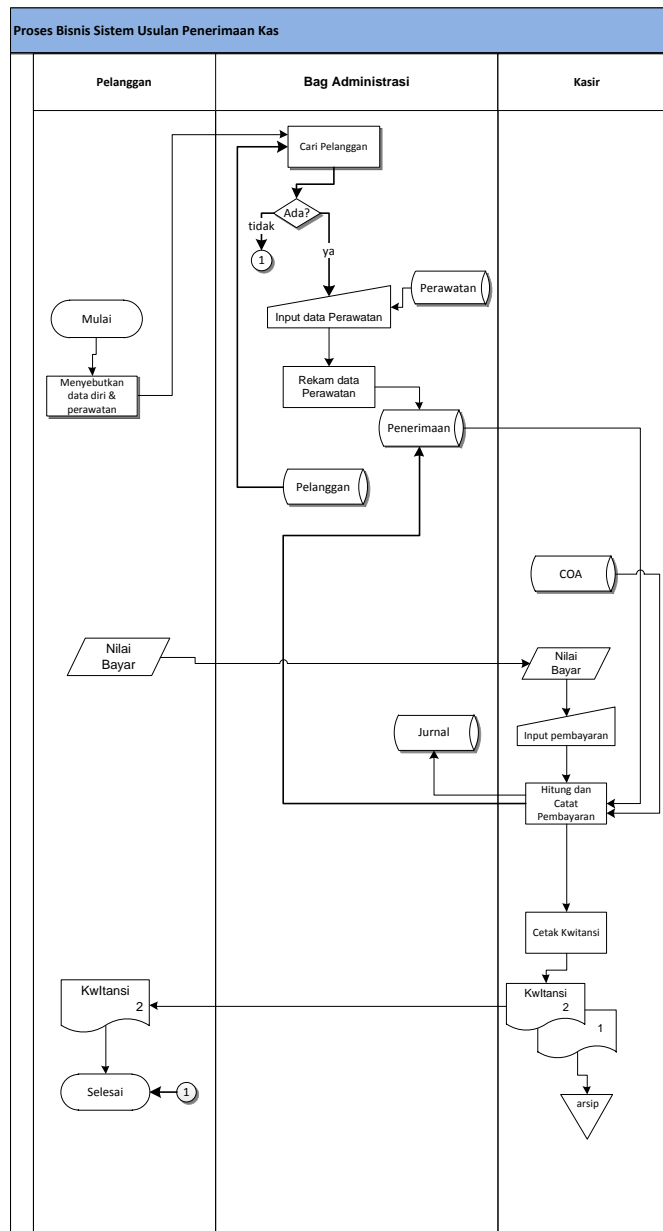 Proses Bisnis Sistem Usulan Penerimaan Kas
Pelanggan
Bag Administrasi
Kasir
Cari Pelanggan
Ada?
tidak
1
ya
Perawatan
Input data Perawatan
Mulai
Menyebutkan
data diri &
perawatan
Rekam data
Perawatan
Penerimaan
Pelanggan
COA
Nilai
Bayar
Nilai
Bayar
Jurnal
Input pembayaran
Hitung dan
Catat
Pembayaran
Cetak Kwitansi
KwItansi
2
KwItansi
2
1
Selesai
1
arsip